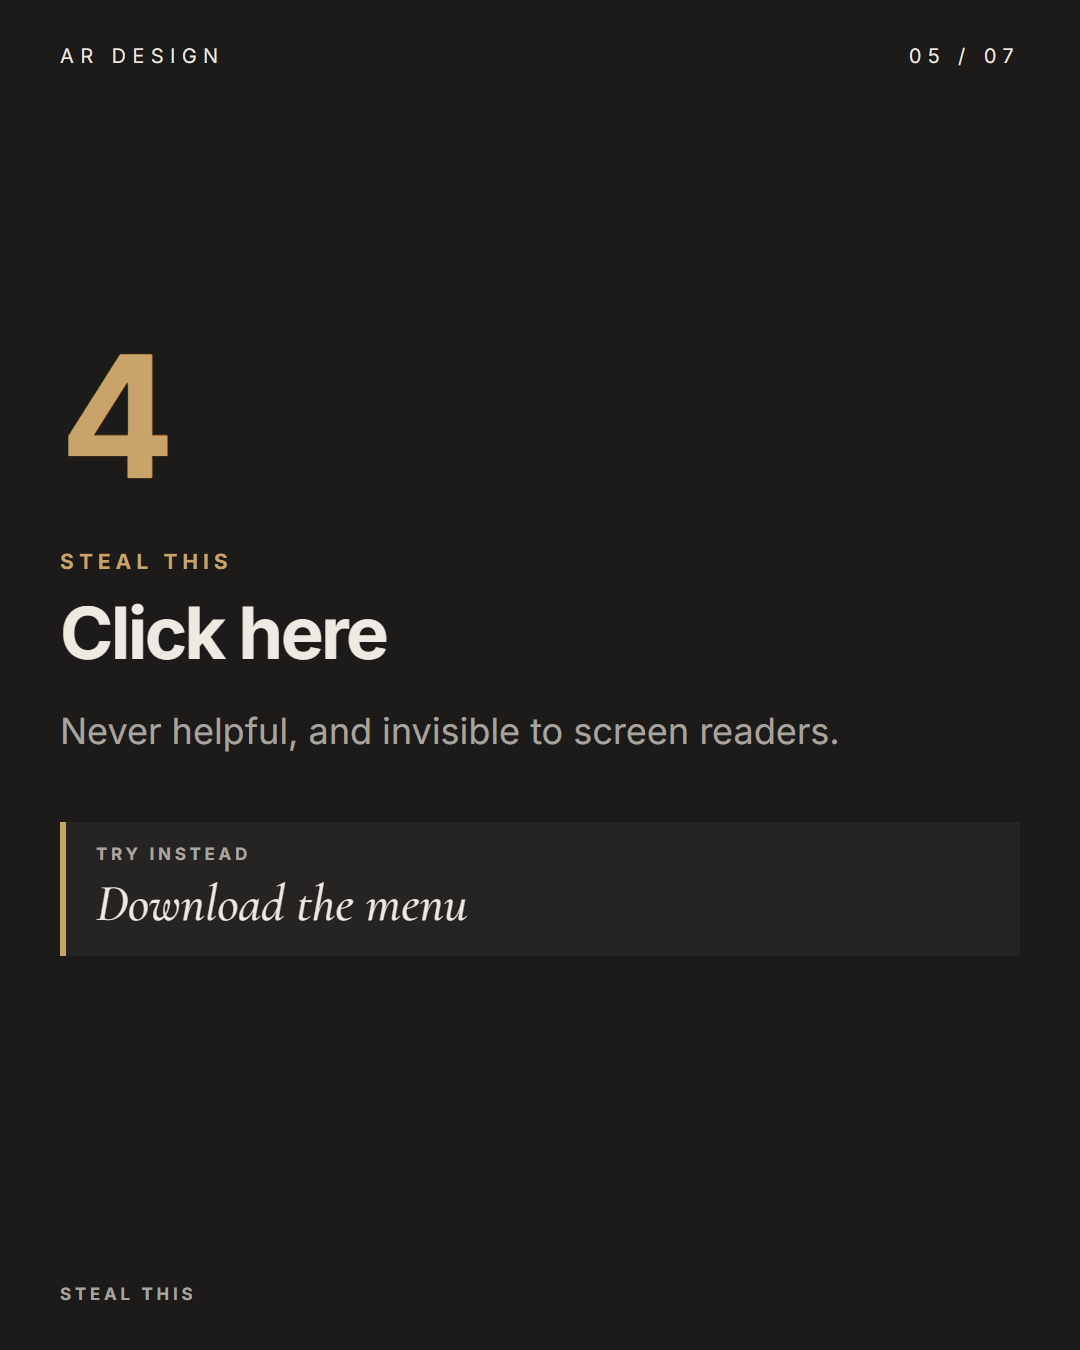 AR DESIGN
05 / 07
4
STEAL THIS
Click here
Never helpful, and invisible to screen readers.
TRY INSTEAD
Download the menu
STEAL THIS